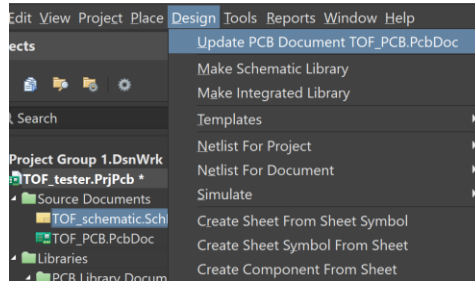 Edit View Project Place Design Tools Reports Window Help
ects
Update PCB Document TOF_PCB.PcbDoc
Make Schematic Library
Make Integrated Library
Search
Templates
Project Group 1.DsnWrk
Netlist For Project
TOF_tester.PrjPcb *
Netlist For Document
Source Documents
Simulate
TOF_schematic.Sch
Create Sheet From Sheet Symbol
TOF_PCB.PcbDoc
Create Sheet Symbol From Sheet
Libraries
Create Component From Sheet
PCB Library Docum